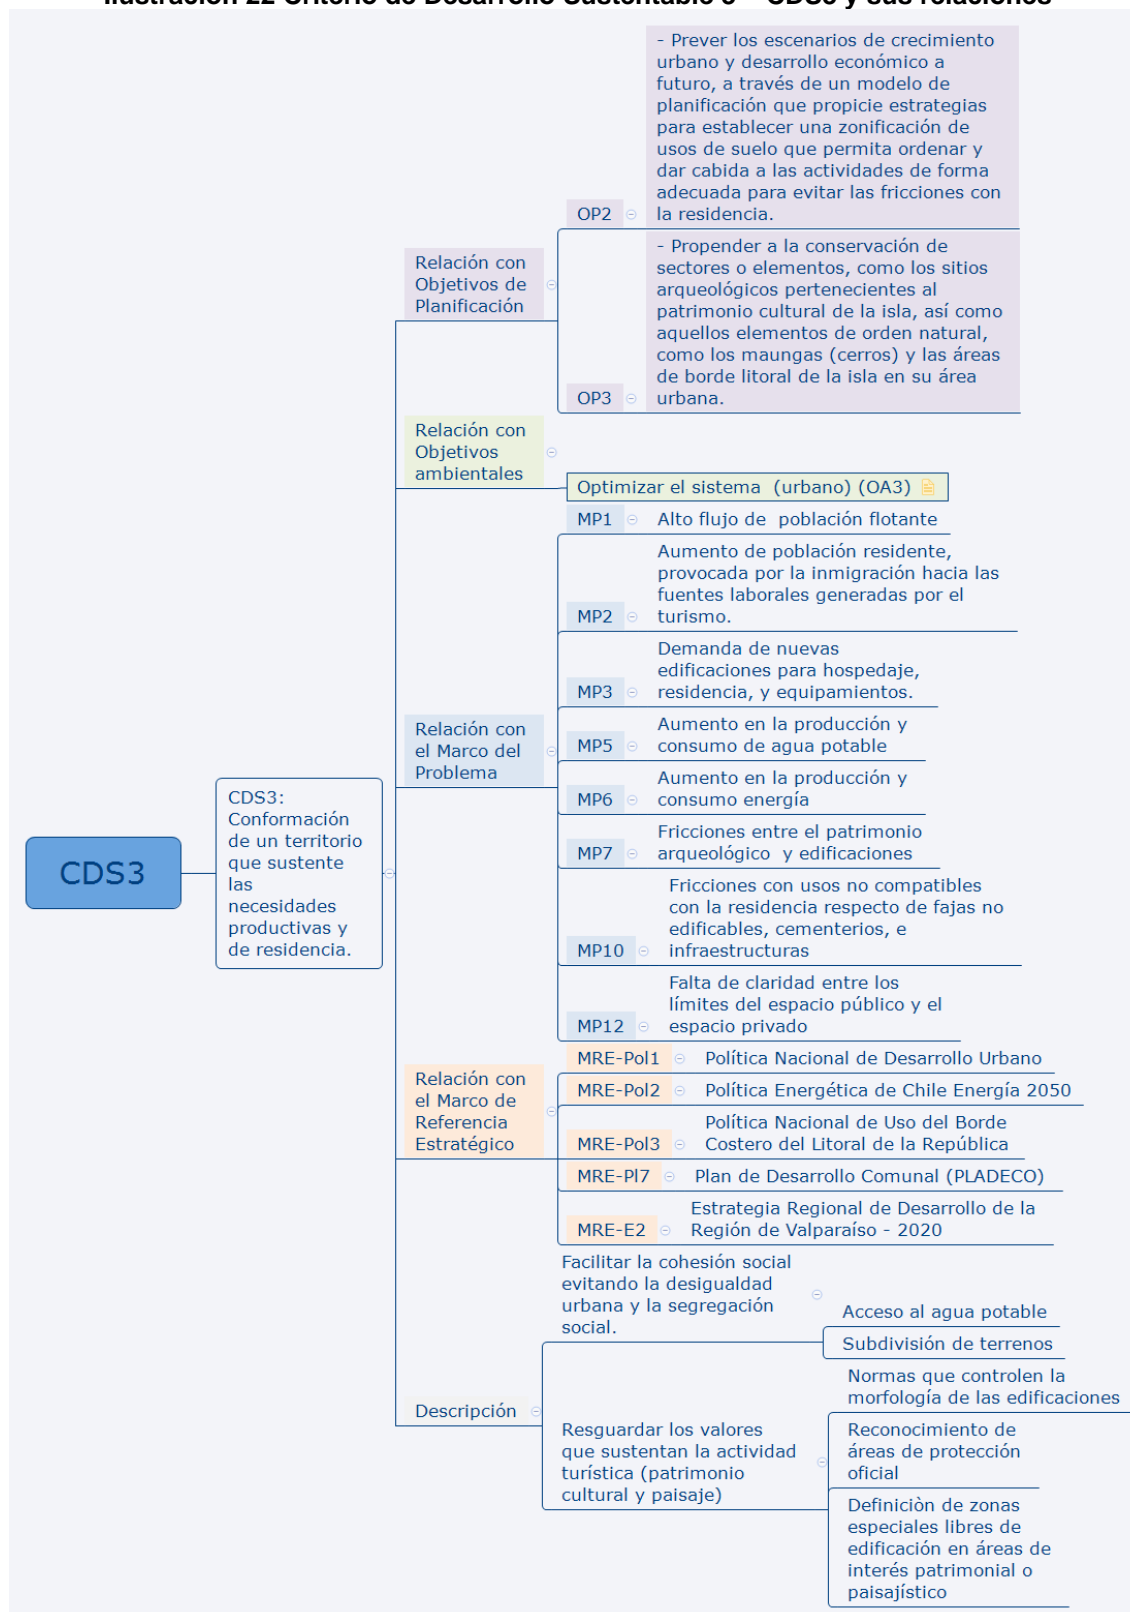 Ilustración 22 Criterio de Desarrollo Sustentable 3 – CDS3 y sus relaciones
CDS3
CDS3:
Conformación
de un territorio
que sustente
las
necesidades
productivas y
de residencia.
Relación con
Objetivos de
Planificación
OP2
- Prever los escenarios de crecimiento
urbano y desarrollo económico a
futuro, a través de un modelo de
planificación que propicie estrategias
para establecer una zonificación de
usos de suelo que permita ordenar y
dar cabida a las actividades de forma
adecuada para evitar las fricciones con
la residencia.
OP3
- Propender a la conservación de
sectores o elementos, como los sitios
arqueológicos pertenecientes al
patrimonio cultural de la isla, así como
aquellos elementos de orden natural,
como los maungas (cerros) y las áreas
de borde litoral de la isla en su área
urbana.
Relación con
Objetivos
ambientales
Optimizar el sistema (urbano) (OA3)
Relación con
el Marco del
Problema
MP1
Alto flujo de población flotante
MP2
Aumento de población residente,
provocada por la inmigración hacia las
fuentes laborales generadas por el
turismo.
MP3
Demanda de nuevas
edificaciones para hospedaje,
residencia, y equipamientos.
MP5
Aumento en la producción y
consumo de agua potable
MP6
Aumento en la producción y
consumo energía
MP7
Fricciones entre el patrimonio
arqueológico y edificaciones
MP10
Fricciones con usos no compatibles
con la residencia respecto de fajas no
edificables, cementerios, e
infraestructuras
MP12
Falta de claridad entre los
límites del espacio público y el
espacio privado
Relación con
el Marco de
Referencia
Estratégico
MRE-Pol1
Política Nacional de Desarrollo Urbano
MRE-Pol2
Política Energética de Chile Energía 2050
MRE-Pol3
Política Nacional de Uso del Borde
Costero del Litoral de la República
MRE-Pl7
Plan de Desarrollo Comunal (PLADECO)
MRE-E2
Estrategia Regional de Desarrollo de la
Región de Valparaíso - 2020
Descripción
Facilitar la cohesión social
evitando la desigualdad
urbana y la segregación
social.
Acceso al agua potable
Subdivisión de terrenos
Resguardar los valores
que sustentan la actividad
turística (patrimonio
cultural y paisaje)
Normas que controlen la
morfología de las edificaciones
Reconocimiento de
áreas de protección
oficial
Definiciòn de zonas
especiales libres de
edificación en áreas de
interés patrimonial o
paisajístico